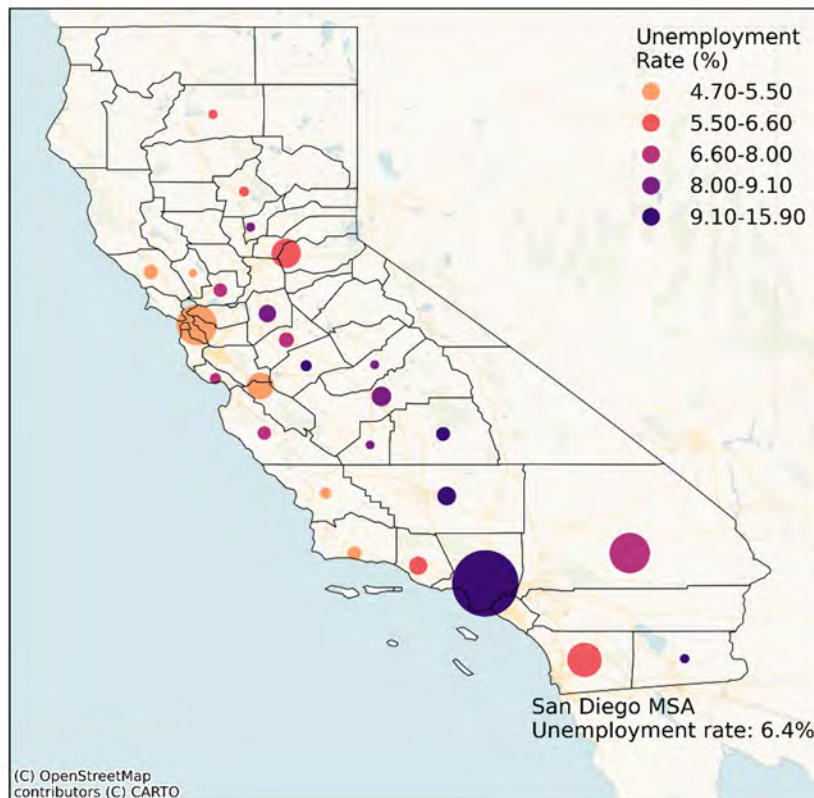 Unemployment
Rate (%)
4.70-5.50
5.50-6.60
6.60-8.00
8.00-9.10
9.10-15.90
San Diego MSA
Unemployment rate: 6.4%
(C) OpenStreetMap
contributors (C) CARTO